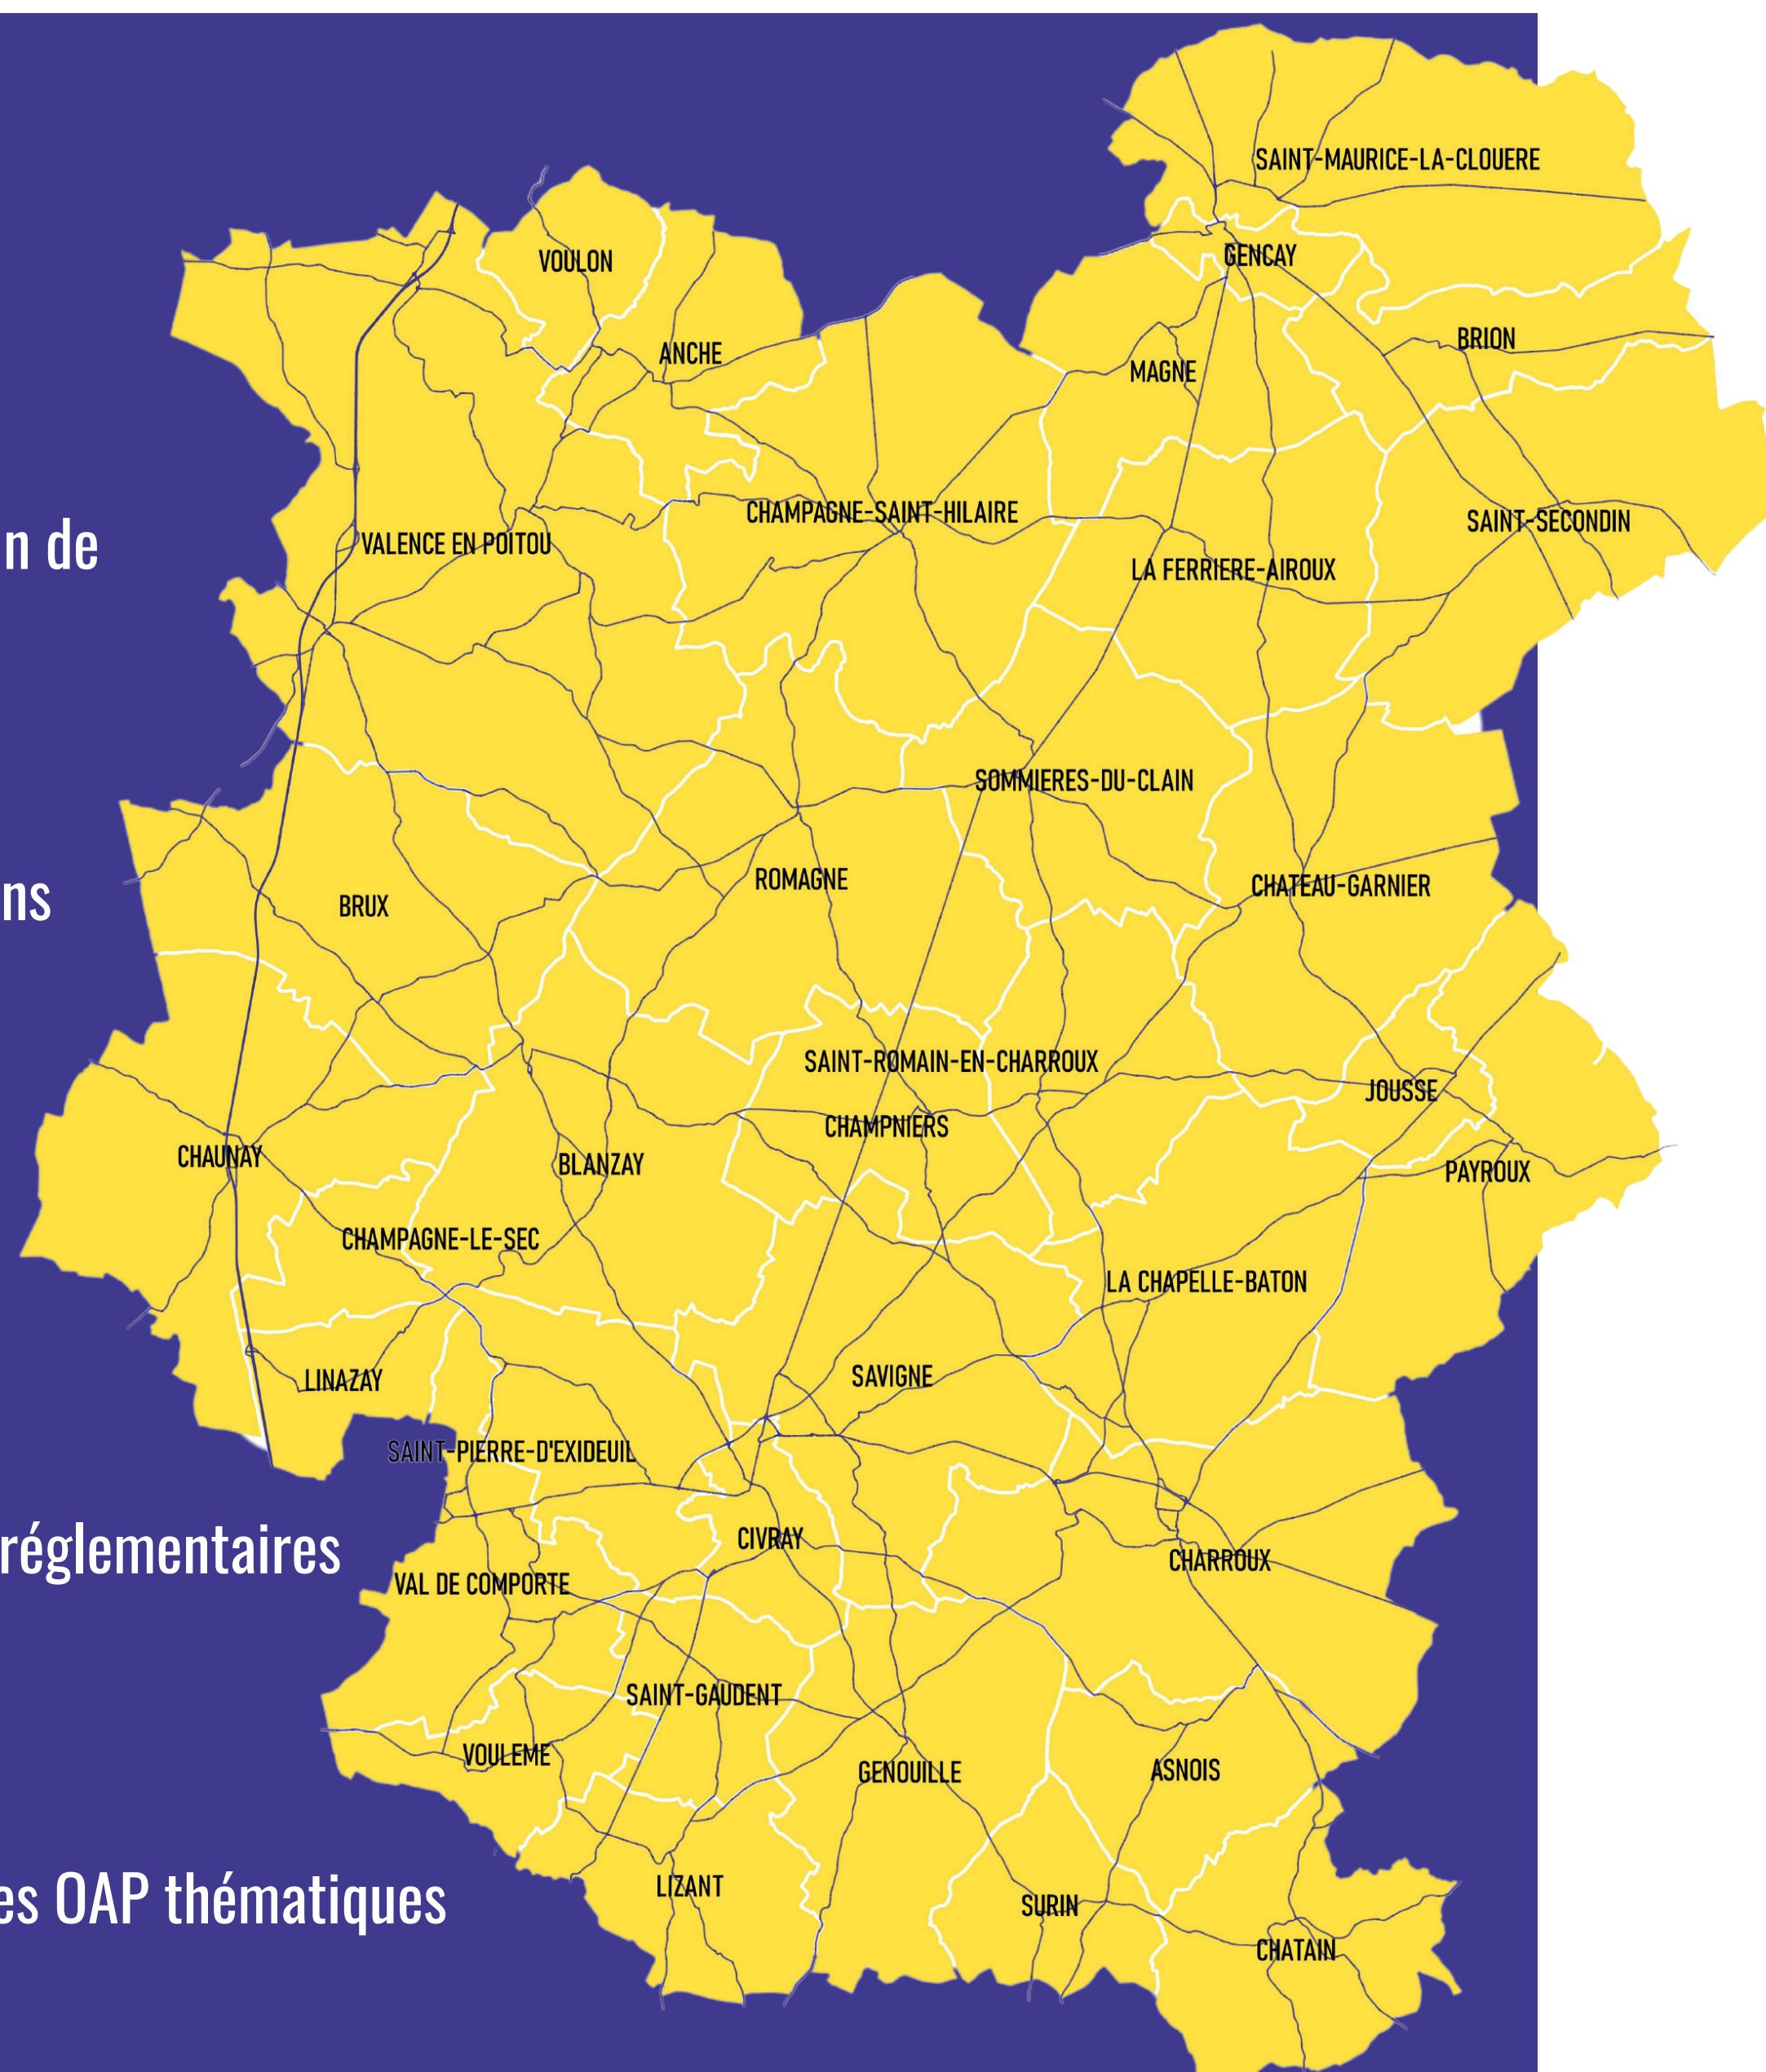 SAINT-MAURICE-LA-CLOUERE
GENCAY
VOULON
BRION
ANCHE
MAGNE
CHAMPAGNE-SAINT-HILAIRE
SAINT-SECONDIN
n de
VALENCE EN POITOU
LA FERRIERE-AIROUX
SOMMIERES-DU-CLAIN
ROMAGNE
CHATEAU-GARNIER
ns
BRUX
SAINT-ROMAIN-EN-CHARROUX
JOUSSE
CHAMPNIERS
CHAUNAY
BLANZAY
PAYROUX
CHAMPAGNE-LE-SEC
LA CHAPELLE-BATON
SAVIGNE
LINAZAY
SAINT-PIERRE-D'EXIDEUIL
CIVRAY
réglementaires
CHARROUX
VAL DE COMPORTE
SAINT-GAUDENT
VOULEME
GENOUILLE
ASNOIS
LIZANT
es OAP thématiques
SURIN
CHATAIN